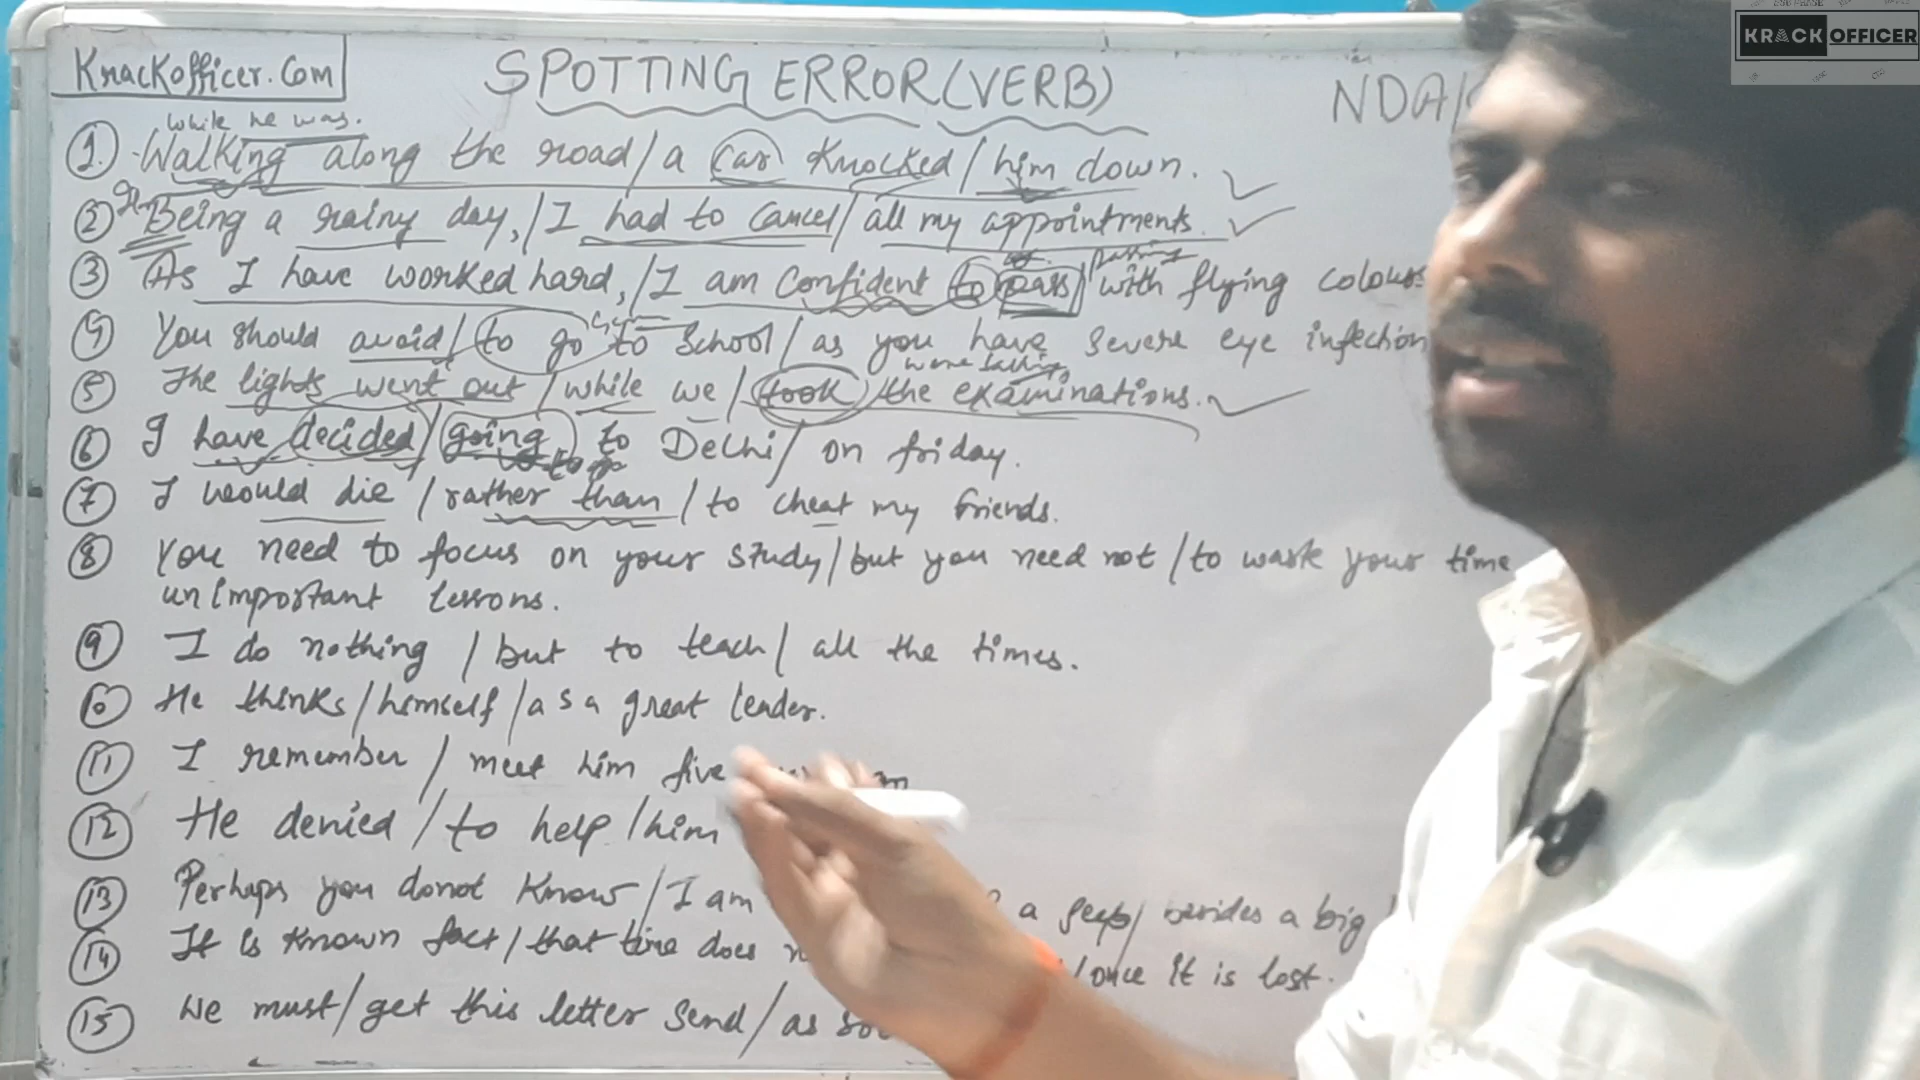 KRACK OFFICER
KrackOfficer.Com
SPOTTING ERROR (VERB)
NDA/
while he was.
1. Walking along the road / a car knocked / him down.
2 Being a rainy day, / I had to cancel / all my appointments.
passing
3 As I have worked hard, / I am confident to pass / with flying colours
4 You should avoid / to go to school / as you have severe eye infection
were taking
5 The lights went out / while we / took the examinations.
6 I have decided / going to Delhi / on friday.
to go
7 I would die / rather than / to cheat my friends.
8 You need to focus on your study / but you need not / to waste your time
unimportant lessons.
9 I do nothing / but to teach / all the times.
10 He thinks / himself / as a great leader.
11 I remember / meet him five
12 He denied / to help / him
13 Perhaps you donot know / I am a / besides a big
14 It is known fact / that time does / once it is lost.
15 We must / get this letter send / as